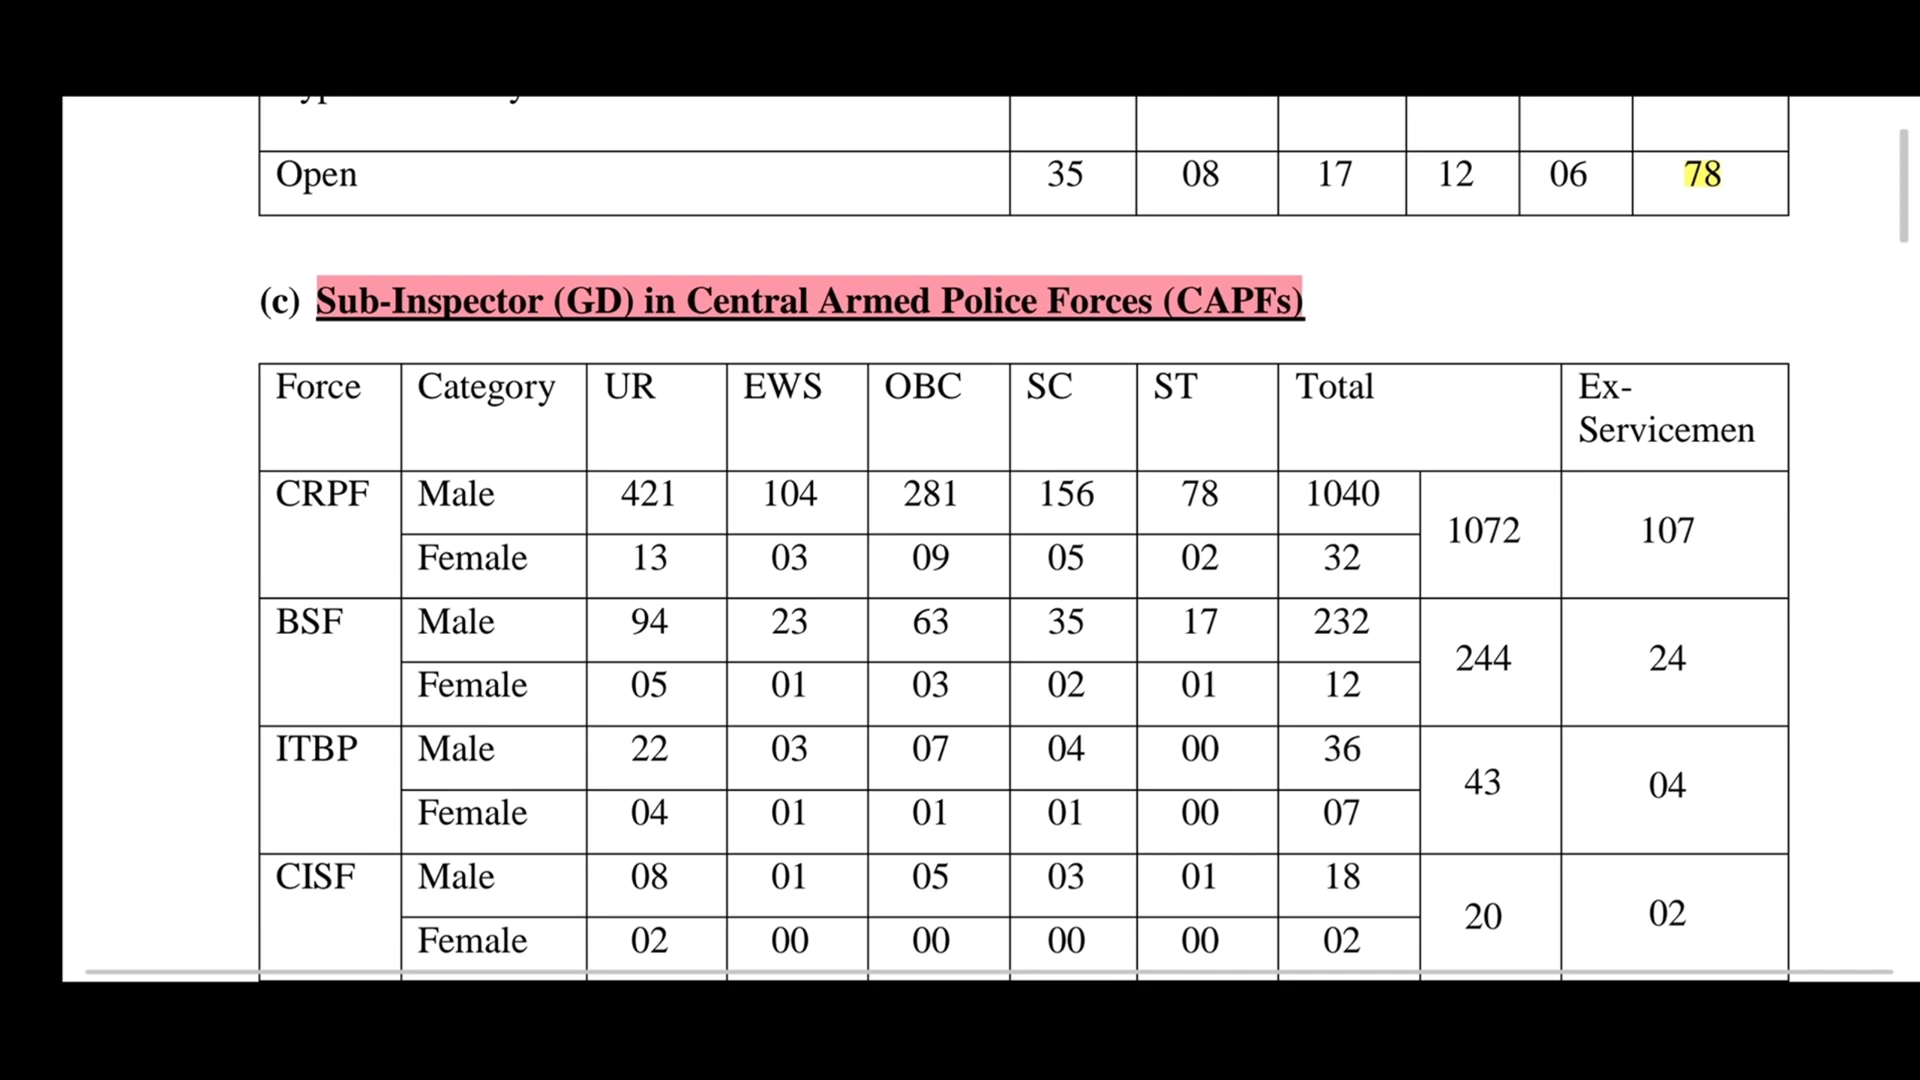 Open 35 08 17 12 06 78
(c) Sub-Inspector (GD) in Central Armed Police Forces (CAPFs)
Force Category UR EWS OBC SC ST Total Ex-
Servicemen
CRPF Male 421 104 281 156 78 1040
1072 107
Female 13 03 09 05 02 32
BSF Male 94 23 63 35 17 232
244 24
Female 05 01 03 02 01 12
ITBP Male 22 03 07 04 00 36
43 04
Female 04 01 01 01 00 07
CISF Male 08 01 05 03 01 18
20 02
Female 02 00 00 00 00 02